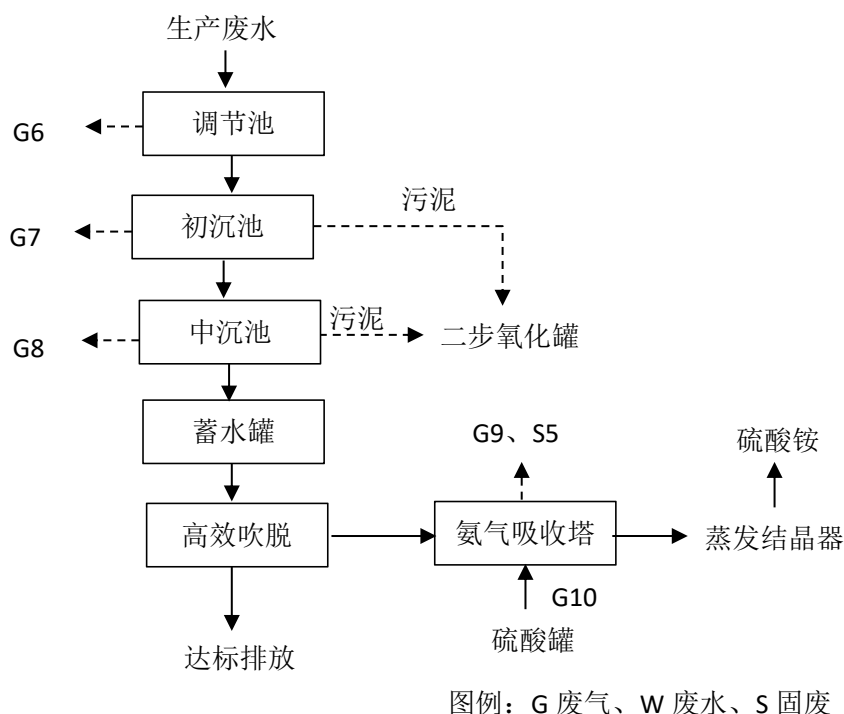 生产废水
G6
调节池
污泥
G7
初沉池
污泥
G8
中沉池
二步氧化罐
蓄水罐
G9、S5
硫酸铵
高效吹脱
氨气吸收塔
蒸发结晶器
G10
达标排放
硫酸罐
图例：G 废气、W 废水、S 固废